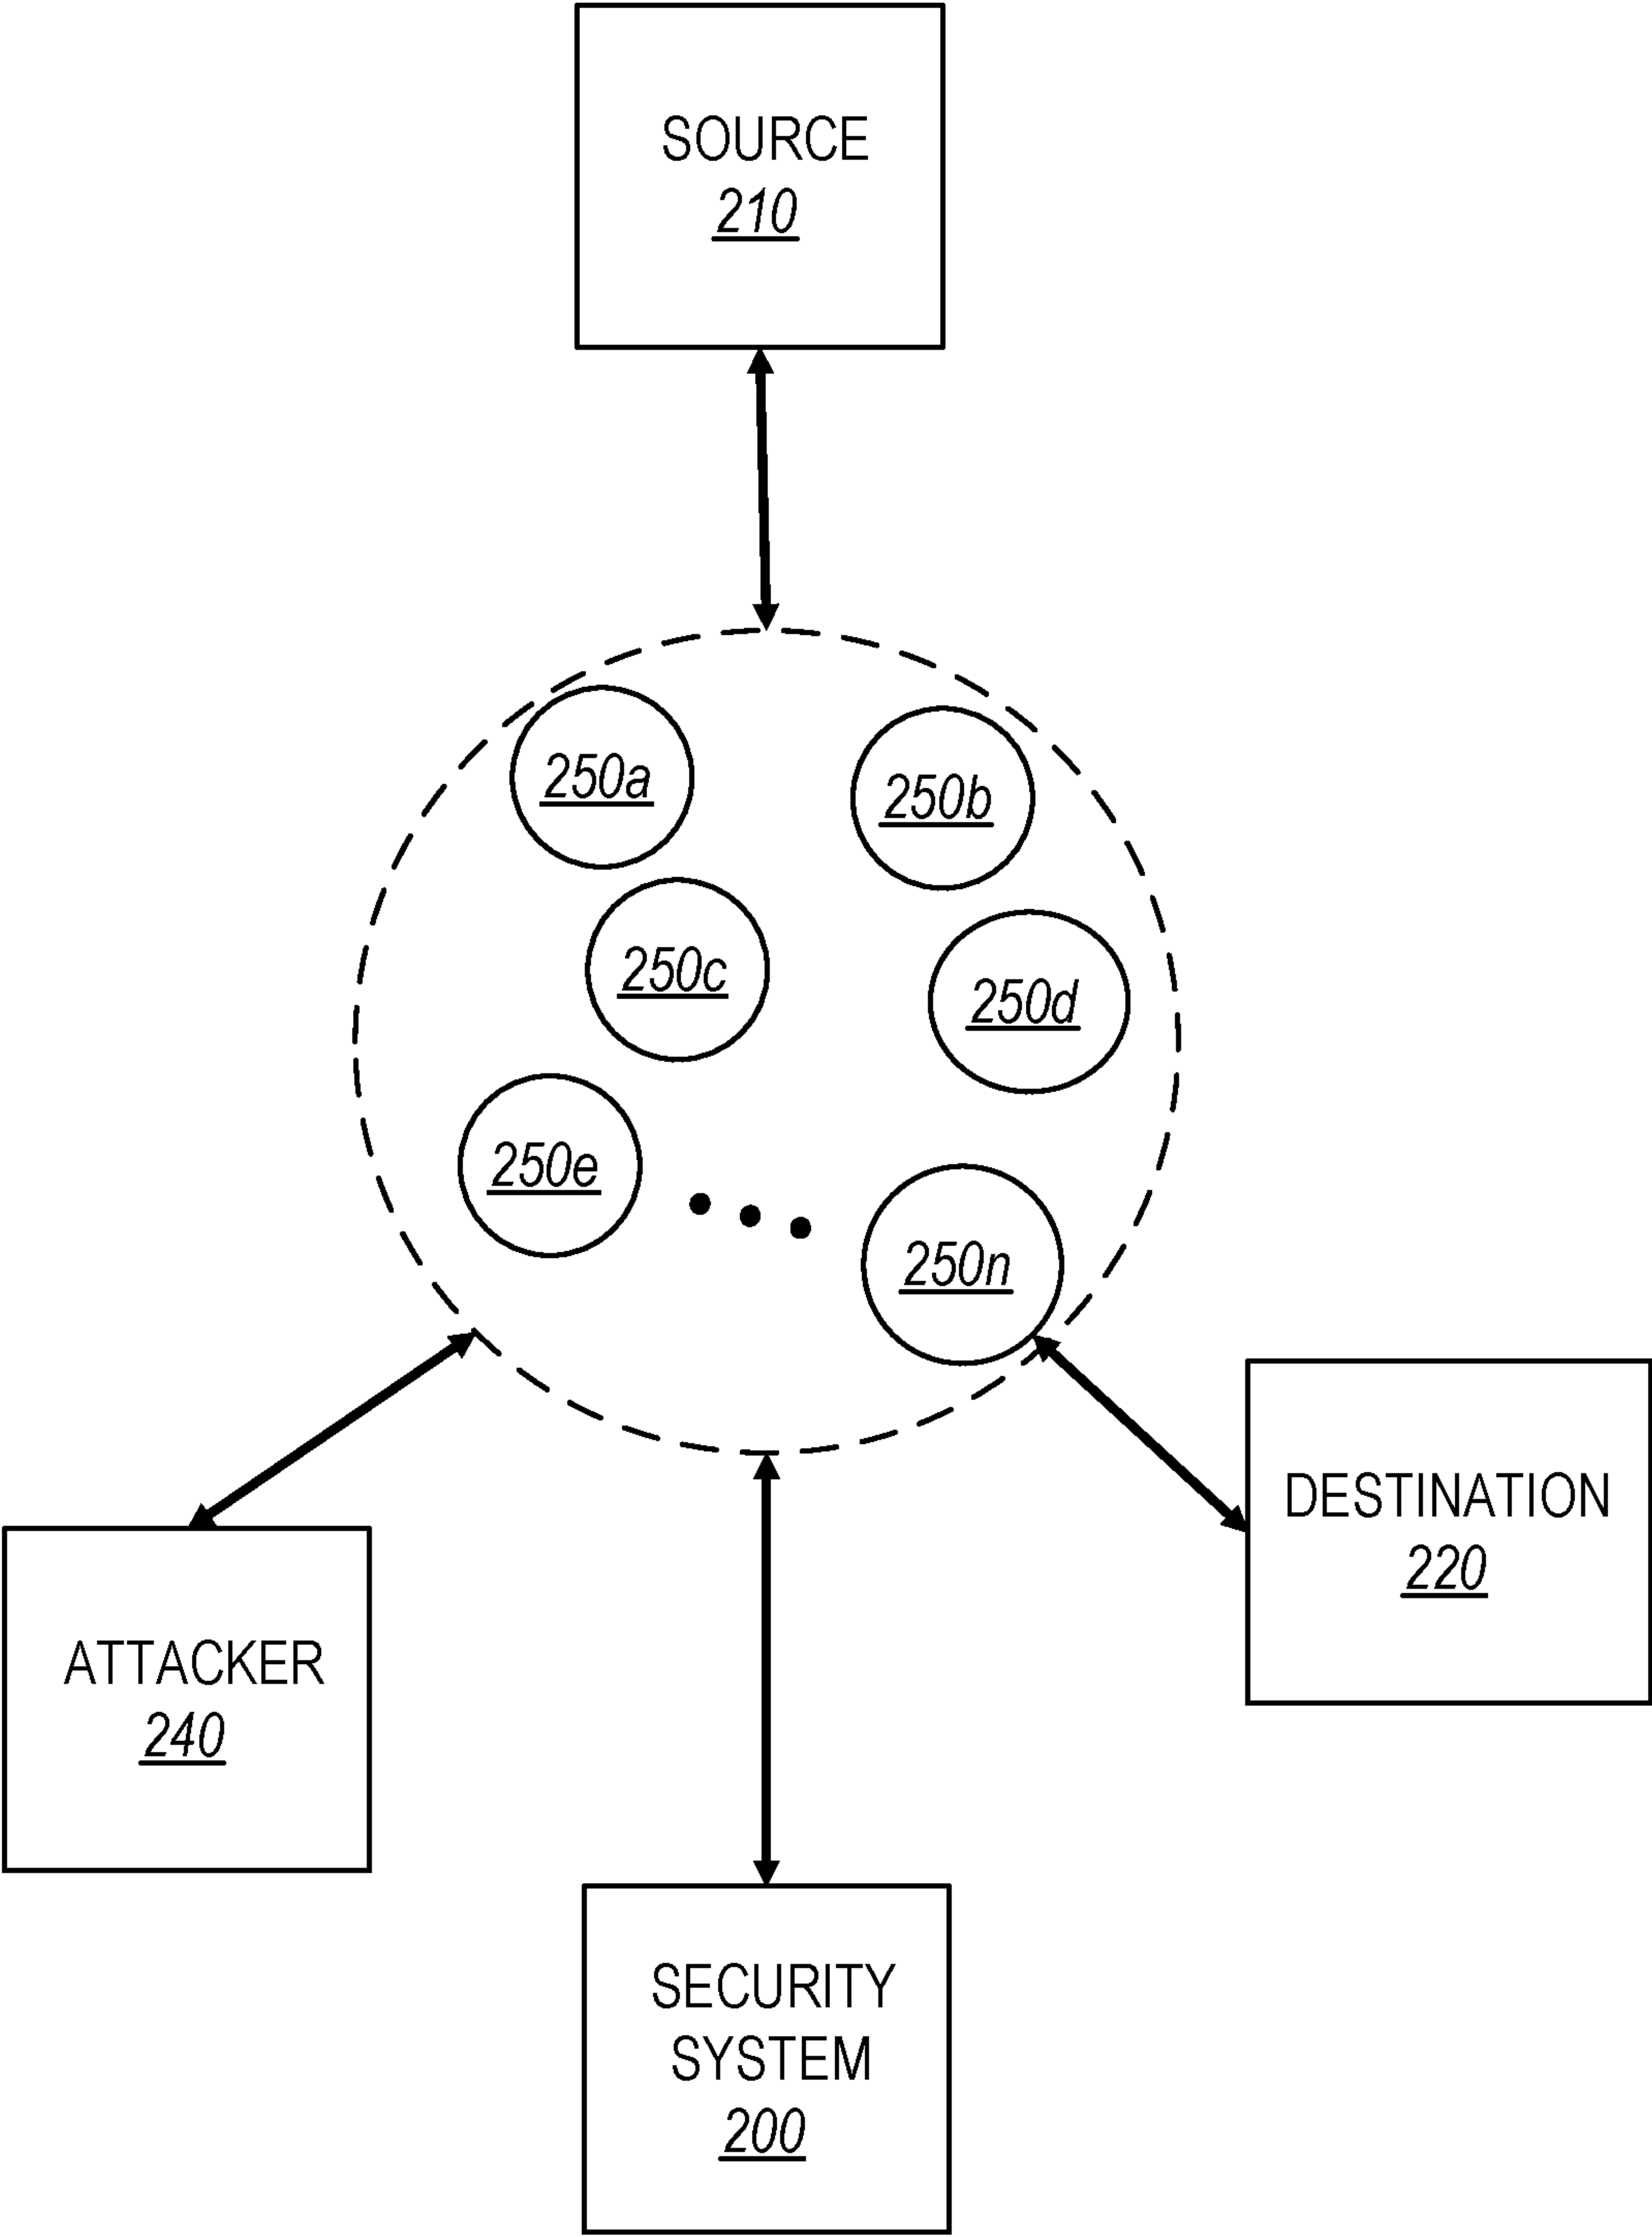 SOURCE
210
250a
250b
250c
250d
250e
250n
DESTINATION
220
ATTACKER
240
SECURITY
SYSTEM
200